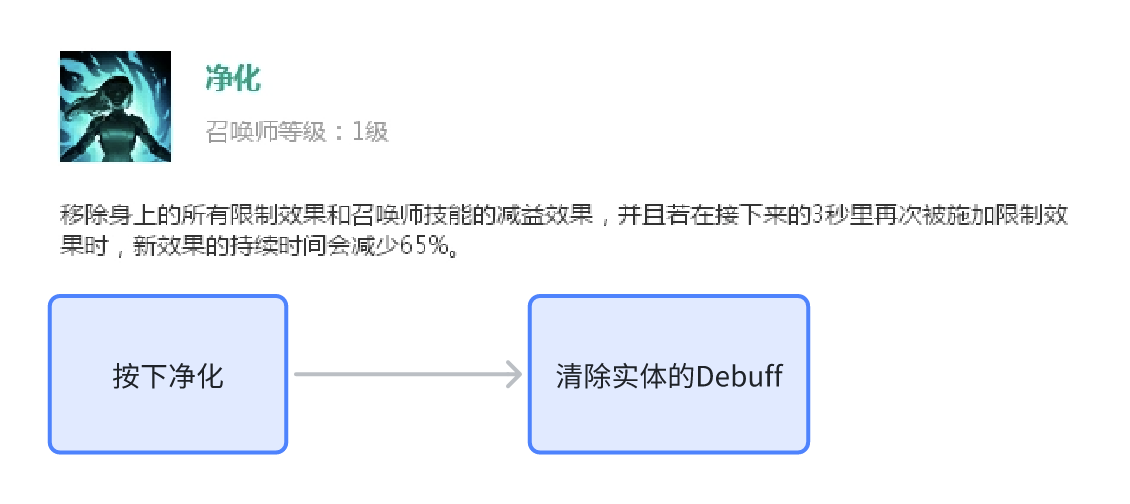 净化
召唤师等级：1级
移除身上的所有限制效果和召唤师技能的减益效果，并且若在接下来的3秒里再次被施加限制效
果时，新效果的持续时间会减少65%。
按下净化
清除实体的Debuff